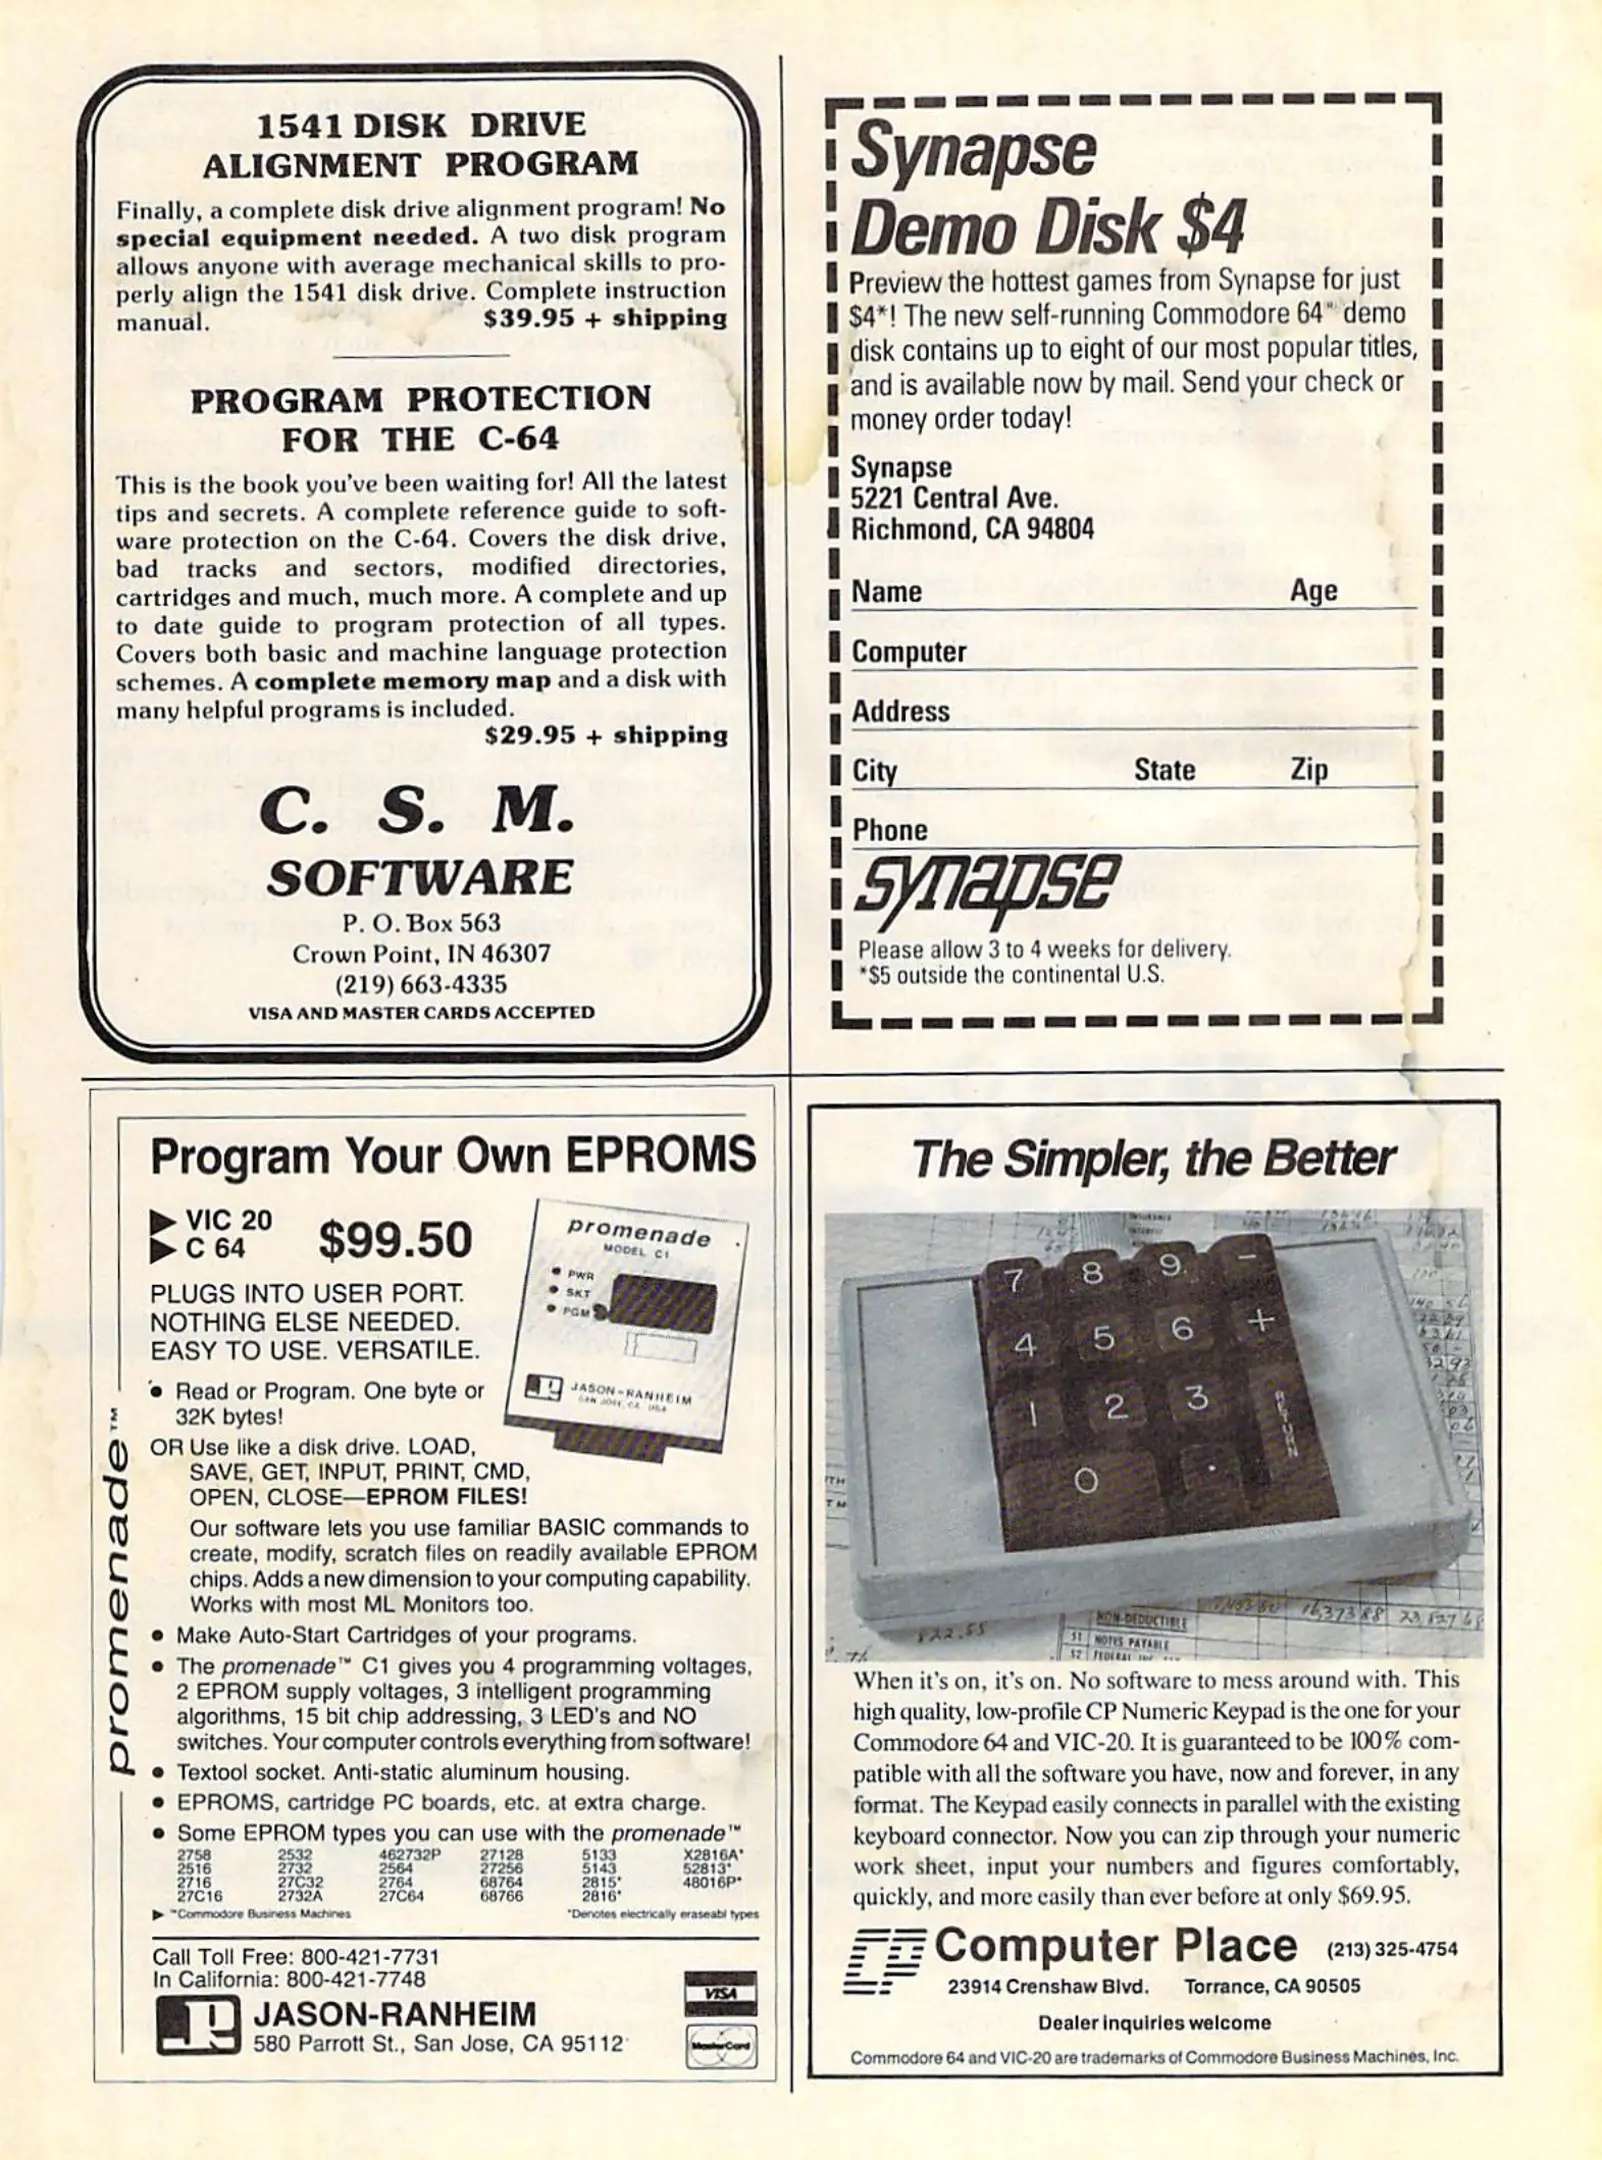 1541 DISK DRIVE
ALIGNMENT PROGRAM
Finally, a complete disk drive alignment program! No
special equipment needed. A two disk program
allows anyone with average mechanical skills to pro-
perly align the 1541 disk drive. Complete instruction
manual. $39.95 + shipping
PROGRAM PROTECTION
FOR THE C-64
This is the book you've been waiting for! All the latest
tips and secrets. A complete reference guide to soft-
ware protection on the C-64. Covers the disk drive,
bad tracks and sectors, modified directories,
cartridges and much, much more. A complete and up
to date guide to program protection of all types.
Covers both basic and machine language protection
schemes. A complete memory map and a disk with
many helpful programs is included.
$29.95 + shipping
C. S. M.
SOFTWARE
P. O. Box 563
Crown Point, IN 46307
(219) 663-4335
VISA AND MASTER CARDS ACCEPTED
Synapse
Demo Disk $4
Preview the hottest games from Synapse for just
$4*! The new self-running Commodore 64™ demo
disk contains up to eight of our most popular titles,
and is available now by mail. Send your check or
money order today!
Synapse
5221 Central Ave.
Richmond, CA 94804
Name Age
Computer
Address
City State Zip
Phone
synapse
Please allow 3 to 4 weeks for delivery.
*$5 outside the continental U.S.
promenade™
Program Your Own EPROMS
▶ VIC 20
▶ C 64
$99.50
PLUGS INTO USER PORT.
NOTHING ELSE NEEDED.
EASY TO USE. VERSATILE.
promenade
MODEL C1
PWR
SKT
PGM
JASON-RANHEIM
SAN JOSE, CA. USA
• Read or Program. One byte or
32K bytes!
OR Use like a disk drive. LOAD,
SAVE, GET, INPUT, PRINT, CMD,
OPEN, CLOSE—EPROM FILES!
Our software lets you use familiar BASIC commands to
create, modify, scratch files on readily available EPROM
chips. Adds a new dimension to your computing capability.
Works with most ML Monitors too.
• Make Auto-Start Cartridges of your programs.
• The promenade™ C1 gives you 4 programming voltages,
2 EPROM supply voltages, 3 intelligent programming
algorithms, 15 bit chip addressing, 3 LED's and NO
switches. Your computer controls everything from software!
• Textool socket. Anti-static aluminum housing.
• EPROMS, cartridge PC boards, etc. at extra charge.
• Some EPROM types you can use with the promenade™
2758 2532 462732P 27128 5133 X2816A*
2516 2732 2564 27256 5143 52813*
2716 27C32 2764 68764 2815* 48016P*
27C16 2732A 27C64 68766 2816*
▶ ™Commodore Business Machines *Denotes electrically eraseabl types
Call Toll Free: 800-421-7731
In California: 800-421-7748
JASON-RANHEIM
580 Parrott St., San Jose, CA 95112
VISA
MasterCard
The Simpler, the Better
7 8 9 -
4 5 6 +
1 2 3 RETURN
0 .
822.55
NON-DEDUCTIBLE
51 NOTES PAYABLE
16,373 88
When it's on, it's on. No software to mess around with. This
high quality, low-profile CP Numeric Keypad is the one for your
Commodore 64 and VIC-20. It is guaranteed to be 100% com-
patible with all the software you have, now and forever, in any
format. The Keypad easily connects in parallel with the existing
keyboard connector. Now you can zip through your numeric
work sheet, input your numbers and figures comfortably,
quickly, and more easily than ever before at only $69.95.
CP Computer Place (213) 325-4754
23914 Crenshaw Blvd. Torrance, CA 90505
Dealer inquiries welcome
Commodore 64 and VIC-20 are trademarks of Commodore Business Machines, Inc.